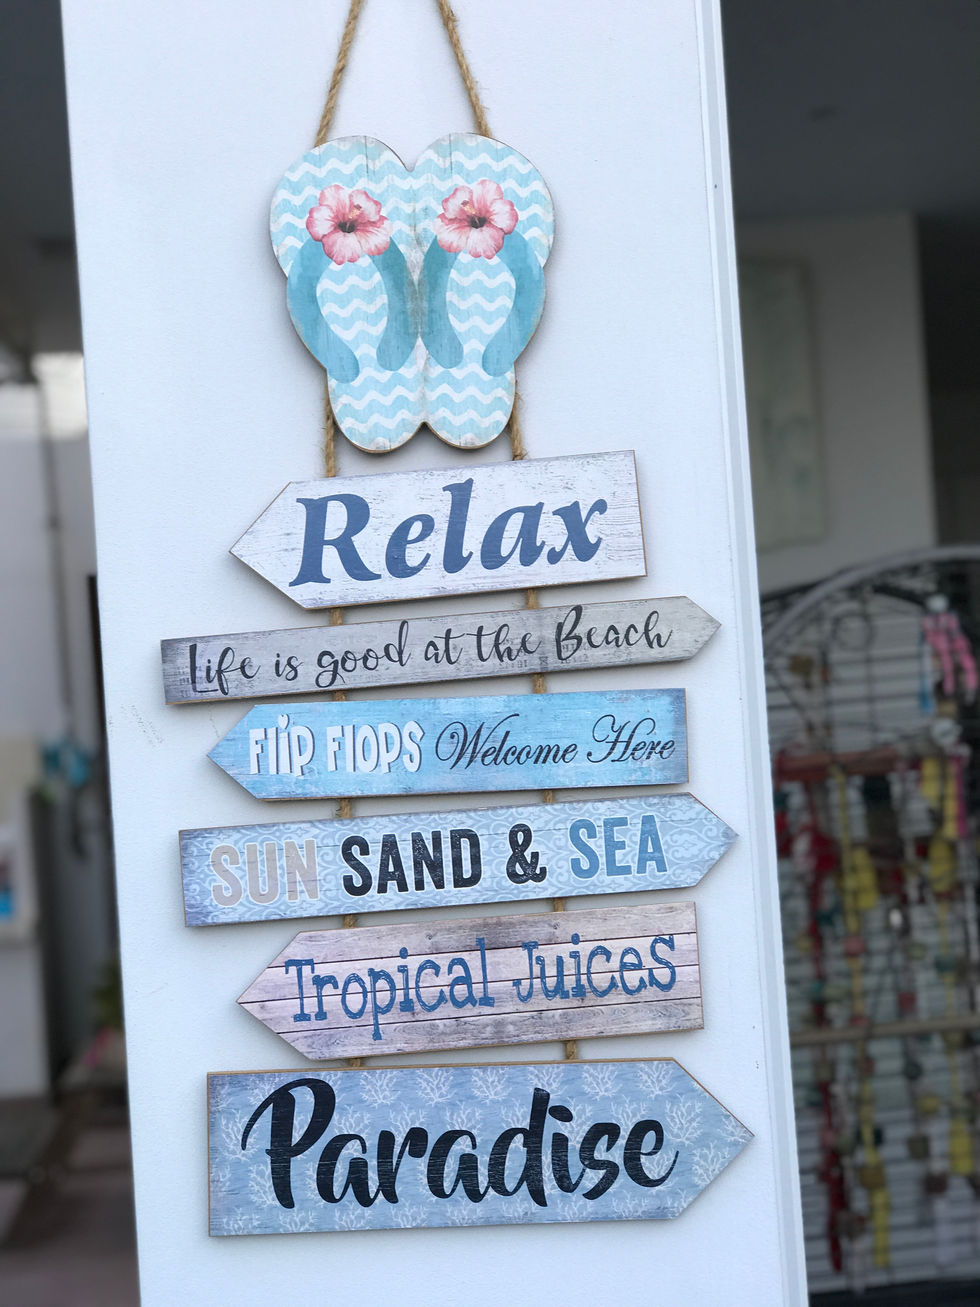 Relax
Life is good at the Beach
FLiP FLOPS Welcome Here
SUN SAND & SEA
Tropical Juices
Paradise